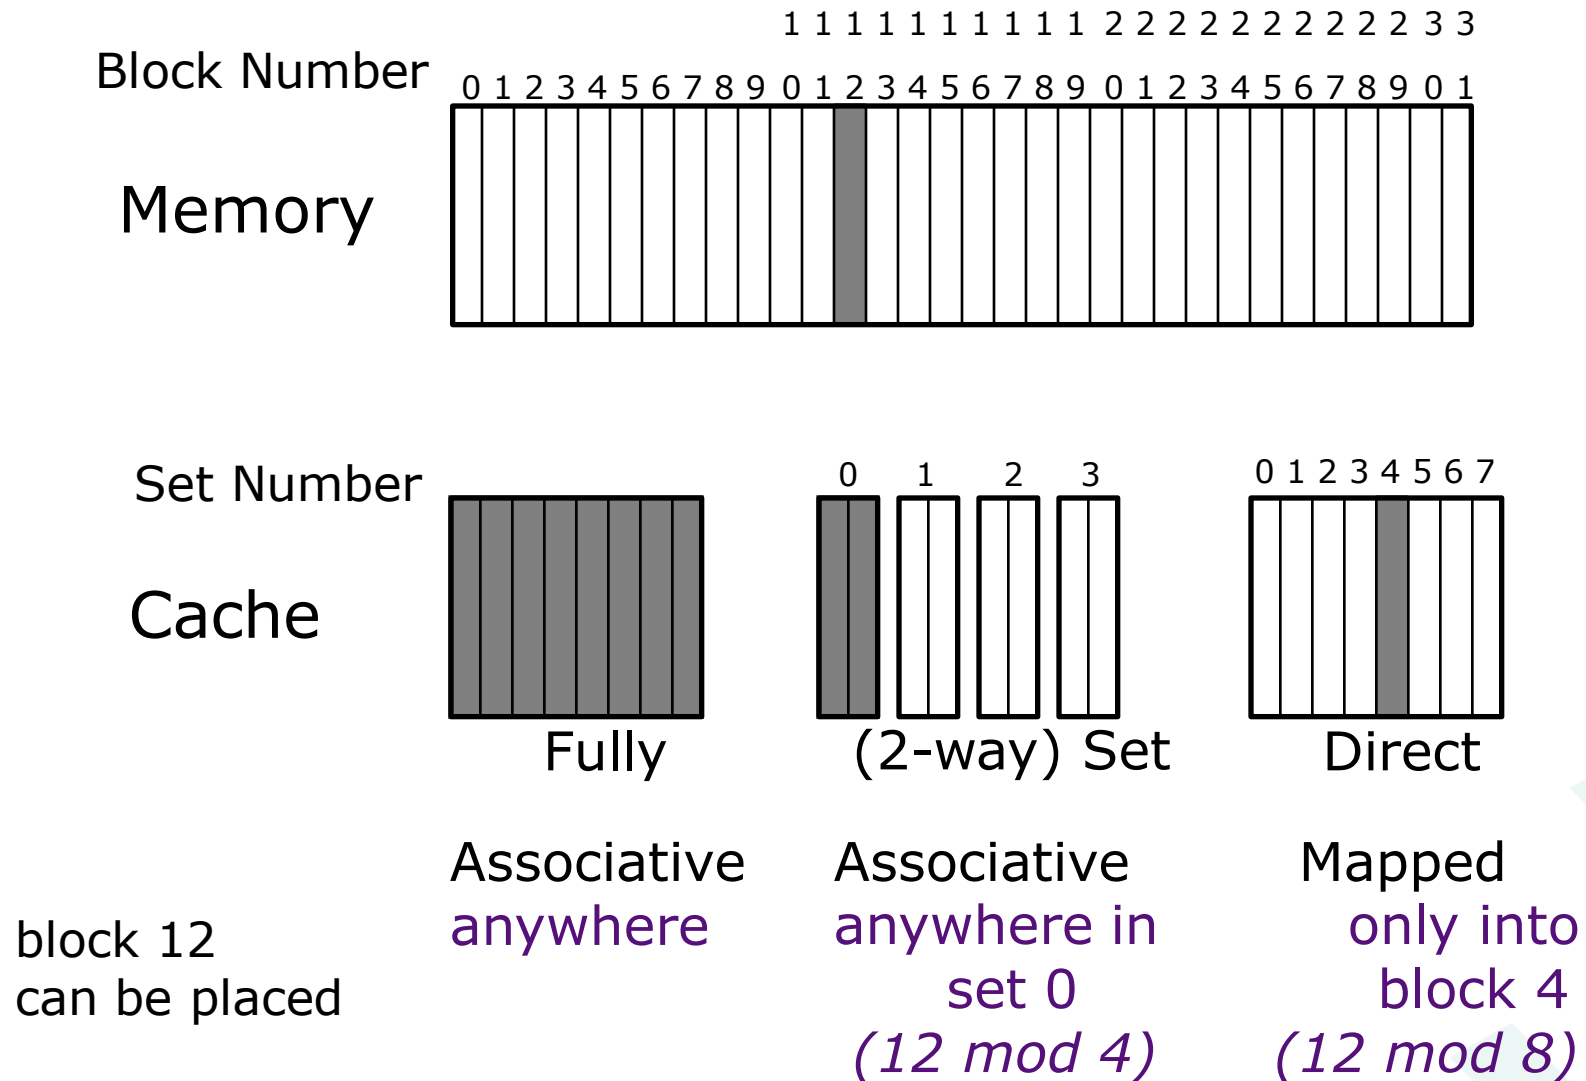 1 1 1 1 1 1 1 1 1 1 2 2 2 2 2 2 2 2 2 2 3 3
Block Number
0 1 2 3 4 5 6 7 8 9 0 1 2 3 4 5 6 7 8 9 0 1 2 3 4 5 6 7 8 9 0 1
Memory
Set Number
0 1 2 3
0 1 2 3 4 5 6 7
Cache
Fully
(2-way) Set
Direct
Associative
anywhere
Associative
anywhere in
set 0
(12 mod 4)
Mapped
only into
block 4
(12 mod 8)
block 12
can be placed